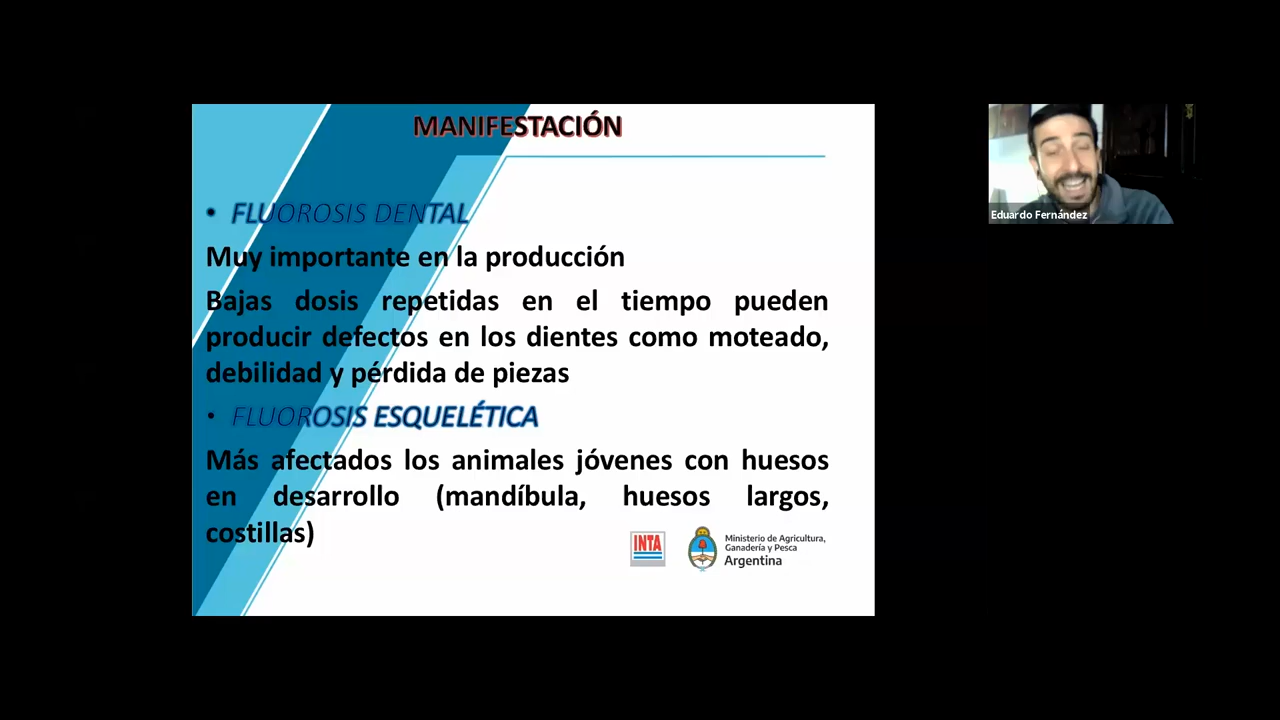 MANIFESTACIÓN
• FLUOROSIS DENTAL
Muy importante en la producción
Bajas dosis repetidas en el tiempo pueden
producir defectos en los dientes como moteado,
debilidad y pérdida de piezas
• FLUOROSIS ESQUELÉTICA
Más afectados los animales jóvenes con huesos
en desarrollo (mandíbula, huesos largos,
costillas)
INTA
Ministerio de Agricultura,
Ganadería y Pesca
Argentina
Eduardo Fernández